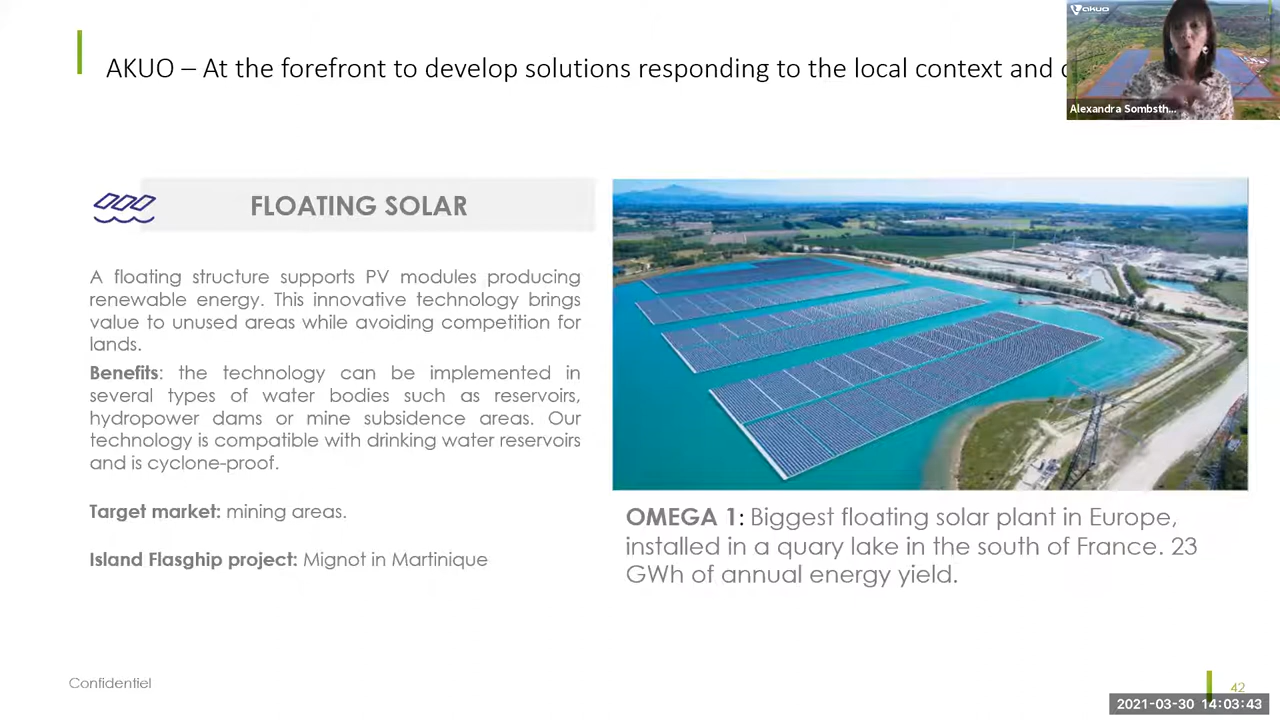 AKUO – At the forefront to develop solutions responding to the local context and
akuo
Alexandra Sombsth...
FLOATING SOLAR
A floating structure supports PV modules producing
renewable energy. This innovative technology brings
value to unused areas while avoiding competition for
lands.
Benefits: the technology can be implemented in
several types of water bodies such as reservoirs,
hydropower dams or mine subsidence areas. Our
technology is compatible with drinking water reservoirs
and is cyclone-proof.
Target market: mining areas.
Island Flasghip project: Mignot in Martinique
OMEGA 1: Biggest floating solar plant in Europe,
installed in a quary lake in the south of France. 23
GWh of annual energy yield.
Confidentiel
42
2021-03-30 14:03:43